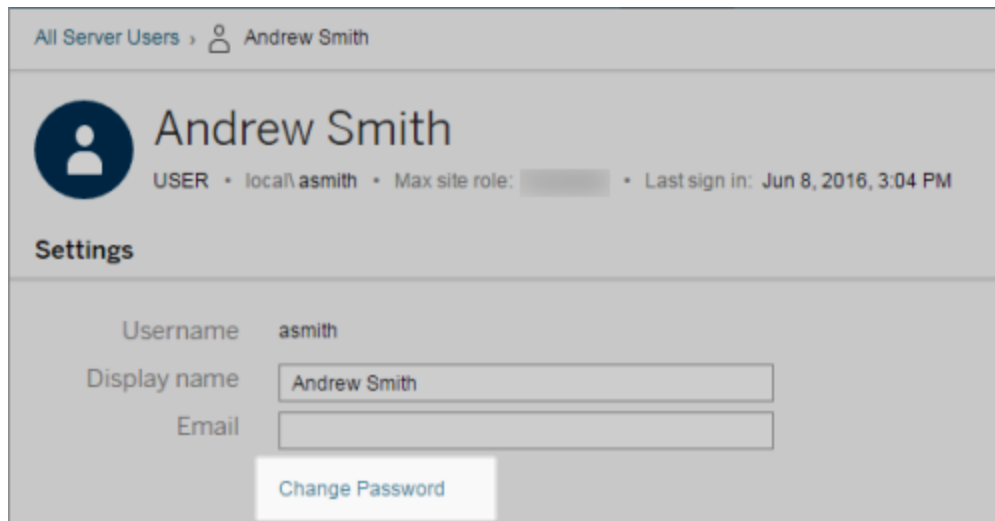 All Server Users › Andrew Smith
Andrew Smith
USER • local\asmith • Max site role: • Last sign in: Jun 8, 2016, 3:04 PM
Settings
Username asmith
Display name Andrew Smith
Email
Change Password